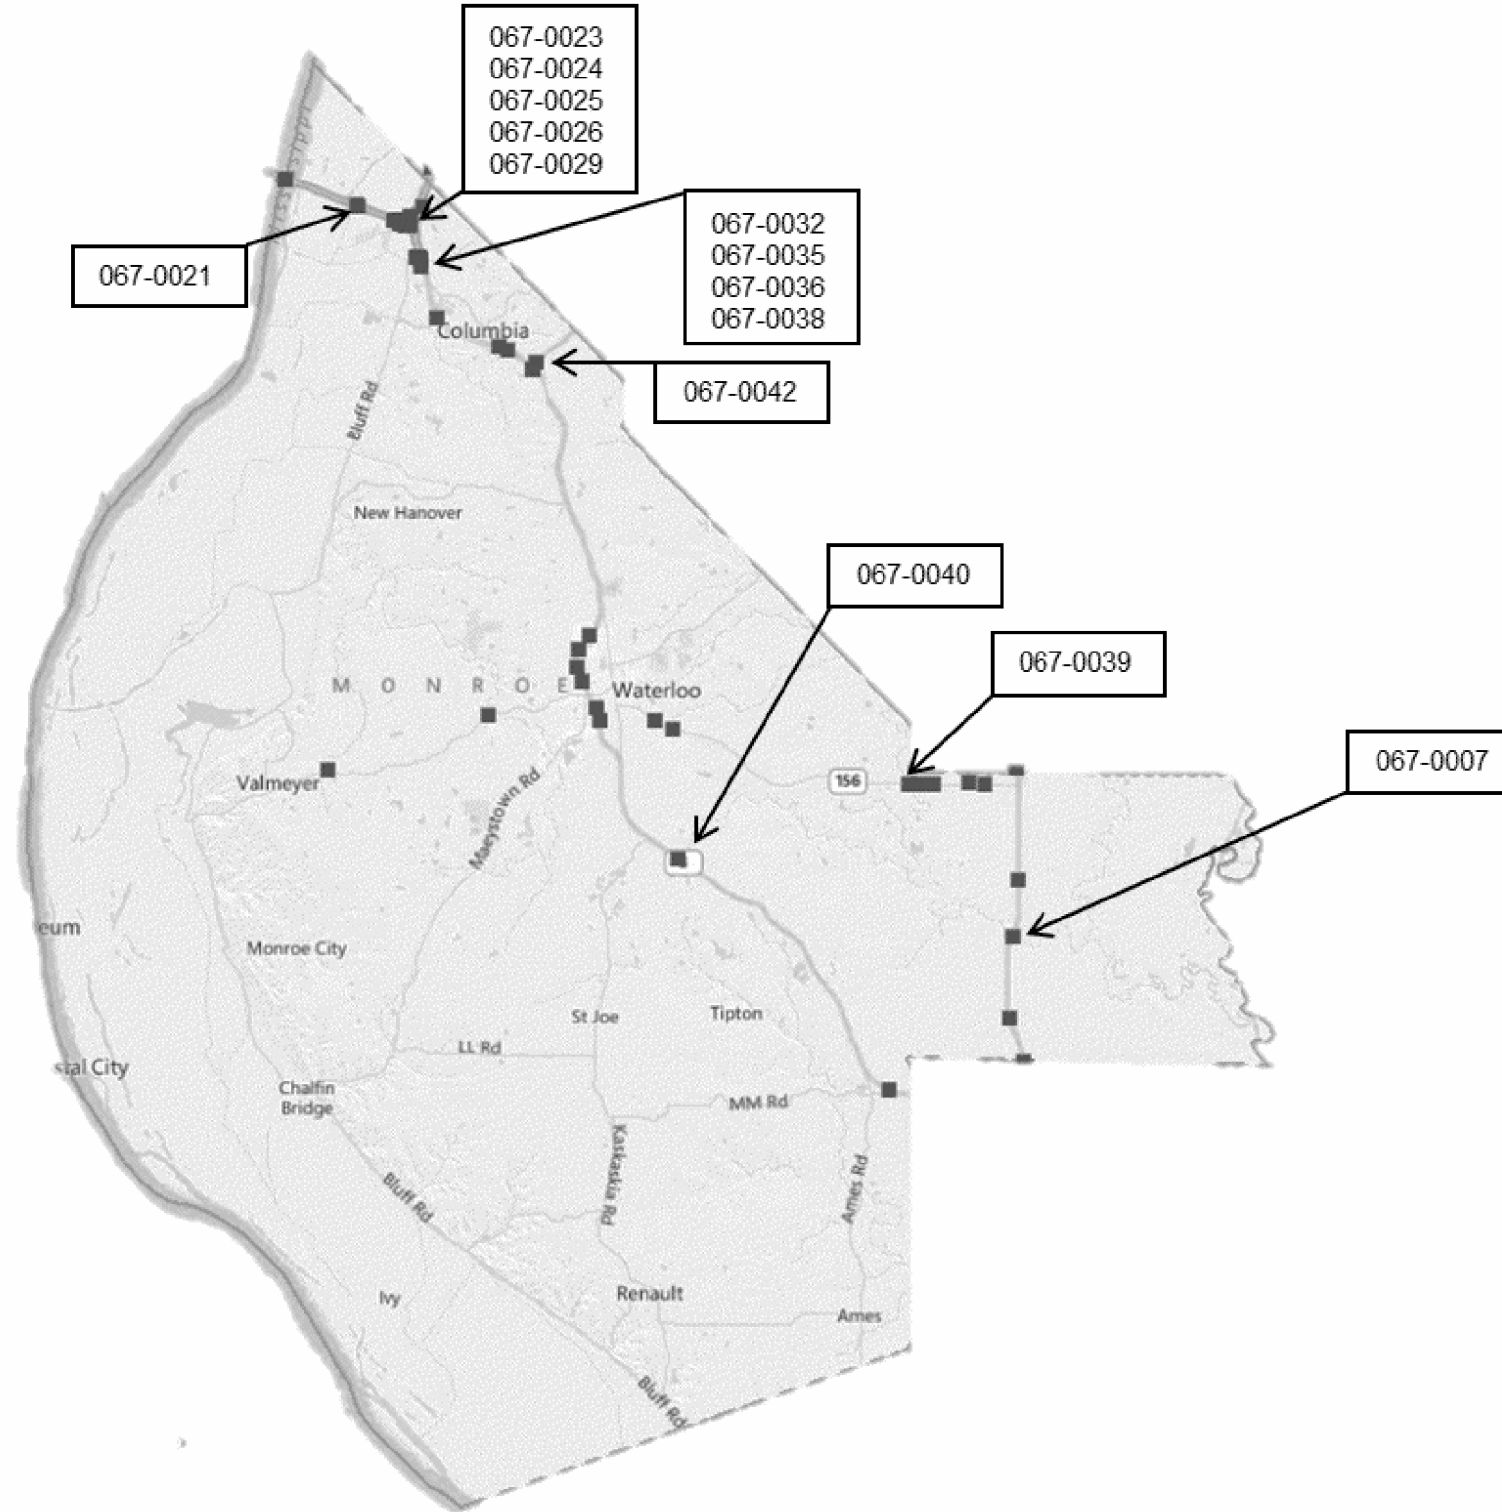 067-0023
067-0024
067-0025
067-0026
067-0029
067-0032
067-0035
067-0036
067-0038
067-0021
Columbia
067-0042
Bluff Rd
New Hanover
067-0040
067-0039
MONROE
Waterloo
067-0007
Valmeyer
156
Maeystown Rd
eum
Monroe City
St Joe
Tipton
LL Rd
stal City
Chalfin
Bridge
MM Rd
Kaskaskia Rd
Ames Rd
Bluff Rd
Ivy
Renault
Ames
Bluff Rd